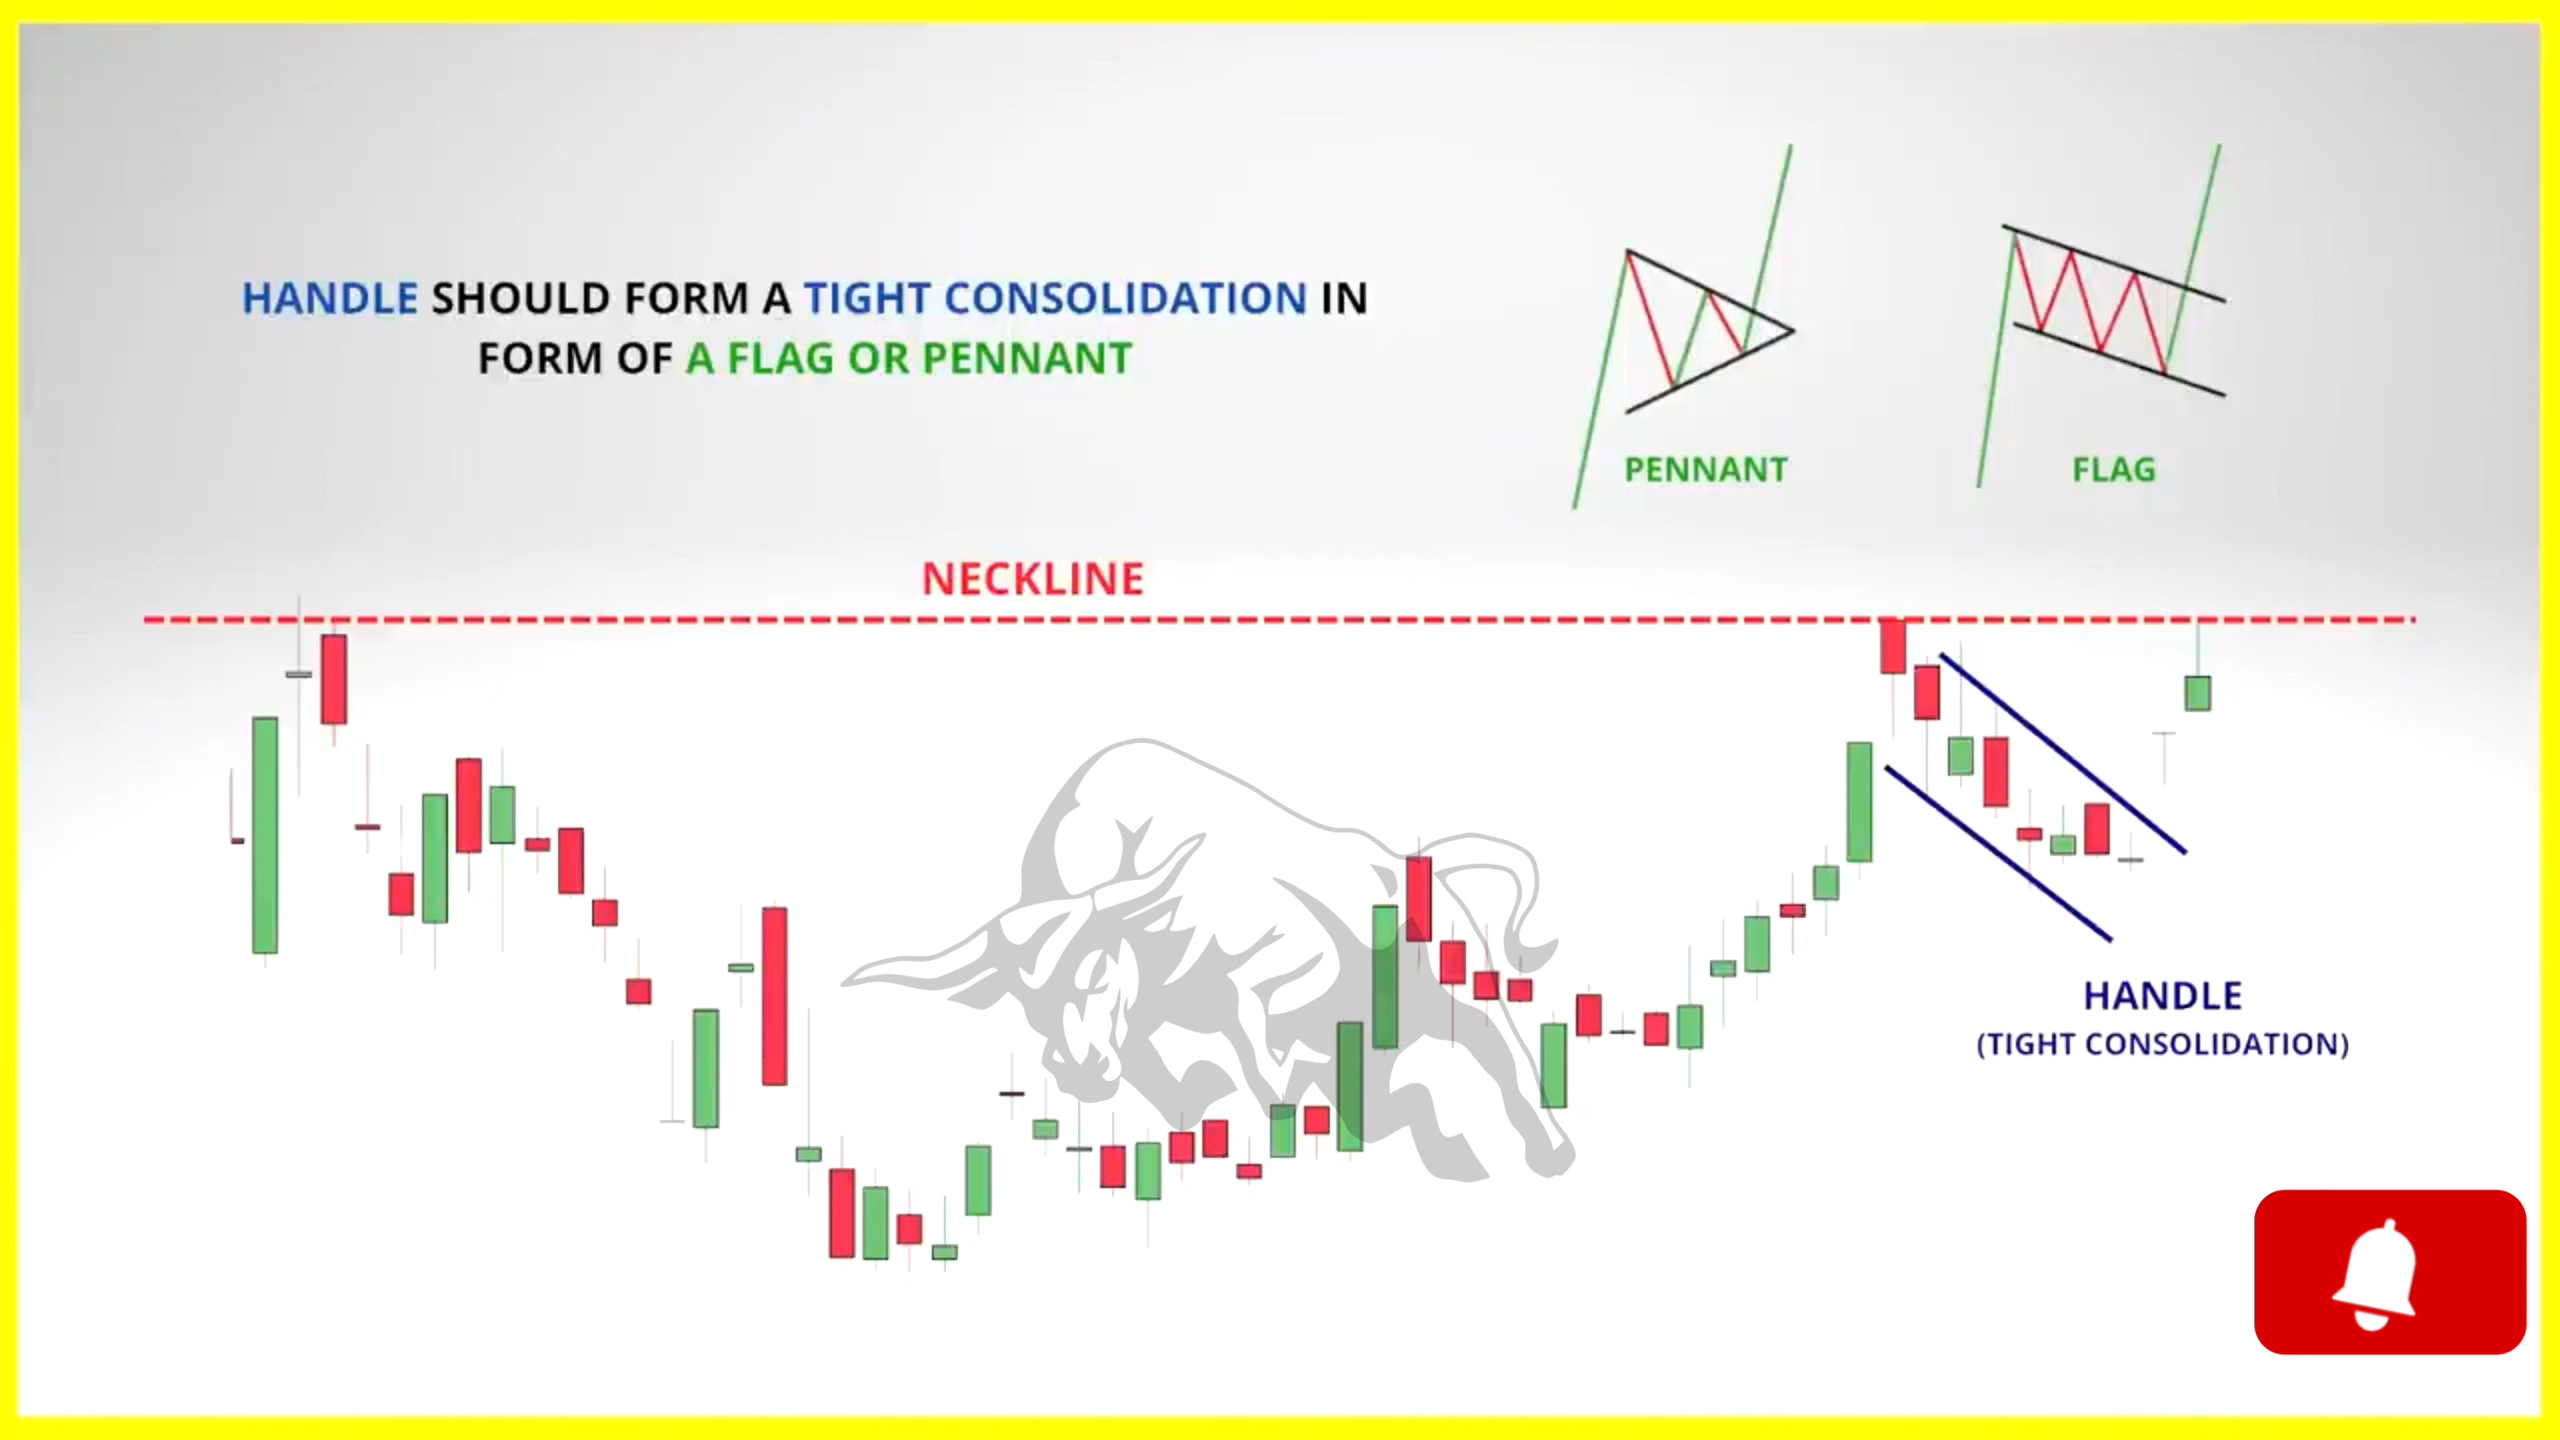 HANDLE SHOULD FORM A TIGHT CONSOLIDATION IN
FORM OF A FLAG OR PENNANT
PENNANT
FLAG
NECKLINE
HANDLE
(TIGHT CONSOLIDATION)